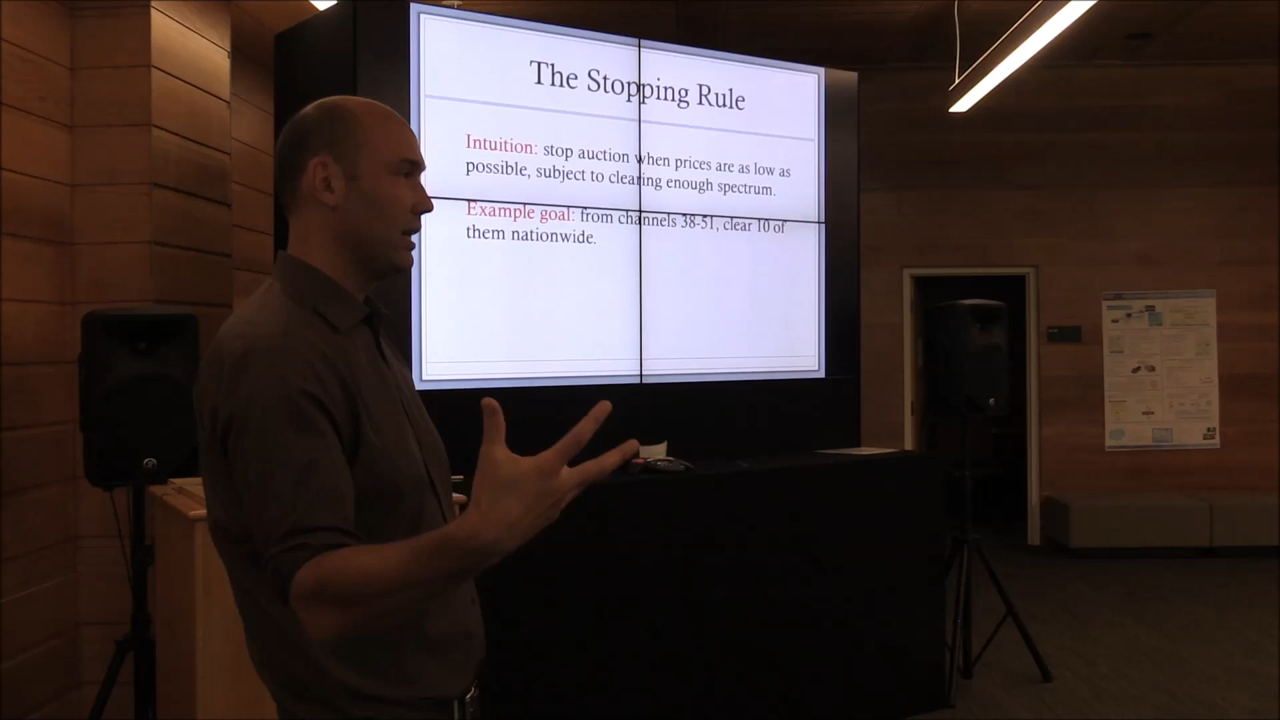 The Stopping Rule
Intuition: stop auction when prices are as low as
possible, subject to clearing enough spectrum.
Example goal: from channels 38-51, clear 10 of
them nationwide.